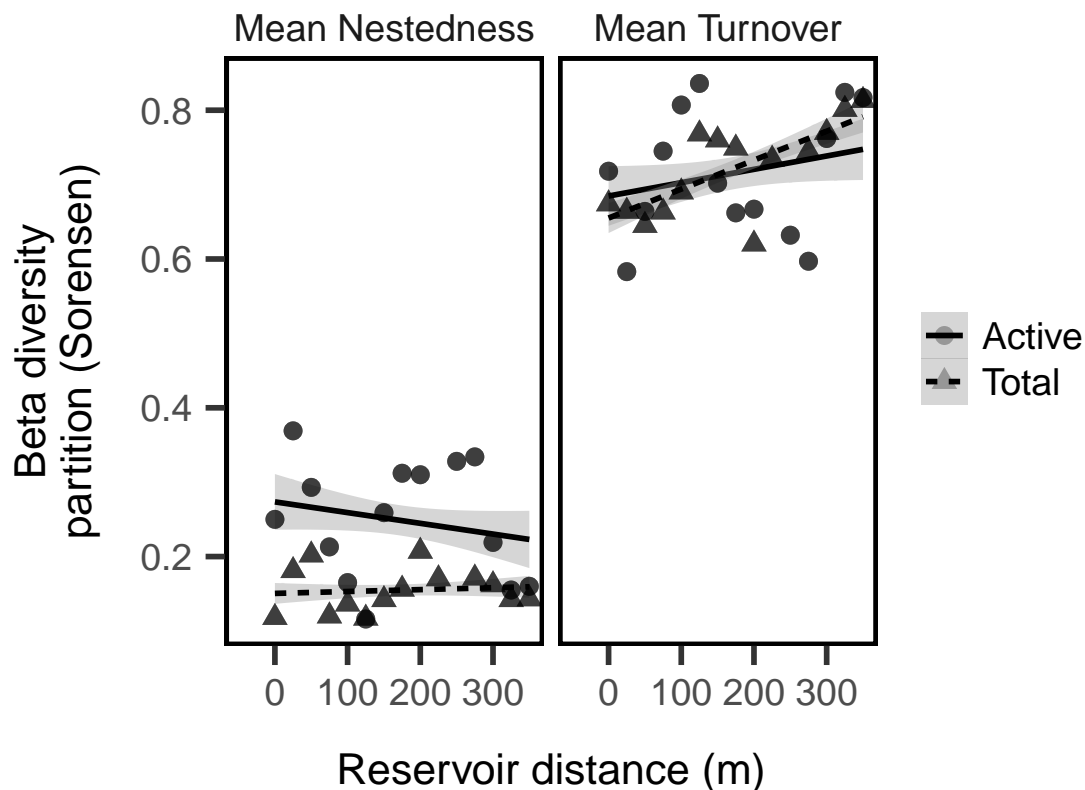 Mean Nestedness
Mean Turnover
0.8
0.6
0.4
0.2
Beta diversity
partition (Sorensen)
0
100
200
300
0
100
200
300
Reservoir distance (m)
Active
Total